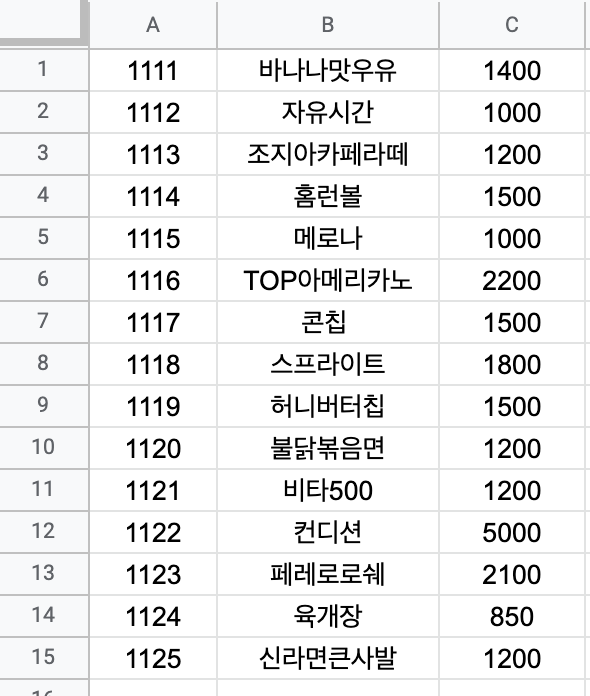 A B C
1 1111 바나나맛우유 1400
2 1112 자유시간 1000
3 1113 조지아카페라떼 1200
4 1114 홈런볼 1500
5 1115 메로나 1000
6 1116 TOP아메리카노 2200
7 1117 콘칩 1500
8 1118 스프라이트 1800
9 1119 허니버터칩 1500
10 1120 불닭볶음면 1200
11 1121 비타500 1200
12 1122 컨디션 5000
13 1123 페레로로쉐 2100
14 1124 육개장 850
15 1125 신라면큰사발 1200